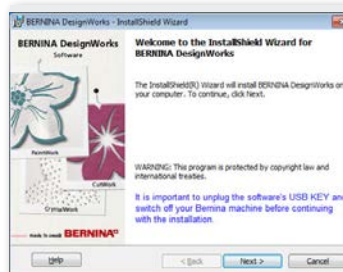 BERNINA DesignWorks - InstallShield Wizard
BERNINA DesignWorks
Software
PaintWork
CutWork
CrystalWork
made to create BERNINA
Welcome to the InstallShield Wizard for
BERNINA DesignWorks
The InstallShield(R) Wizard will install BERNINA DesignWorks on
your computer. To continue, click Next.
WARNING: This program is protected by copyright law and
international treaties.
It is important to unplug the software's USB KEY and
switch off your Bernina machine before continuing
with the installation
Help
< Back
Next >
Cancel